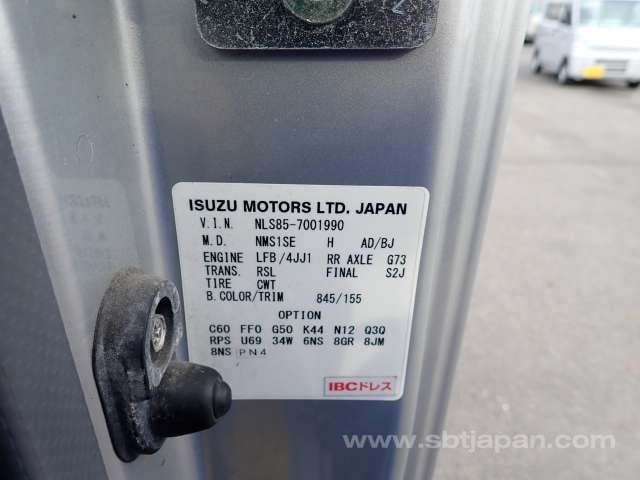 ISUZU MOTORS LTD. JAPAN
V.I.N. NLS85-7001990
M.D. NMS1SE H AD/BJ
ENGINE LFB/4JJ1 RR AXLE G73
TRANS. RSL FINAL S2J
TIRE CWT
B.COLOR/TRIM 845/155
OPTION
C60 FF0 G50 K44 N12 Q3Q
RPS U69 34W 6NS 8GR 8JM
8NS PN4
IBCドレス
www.sbtjapan.com